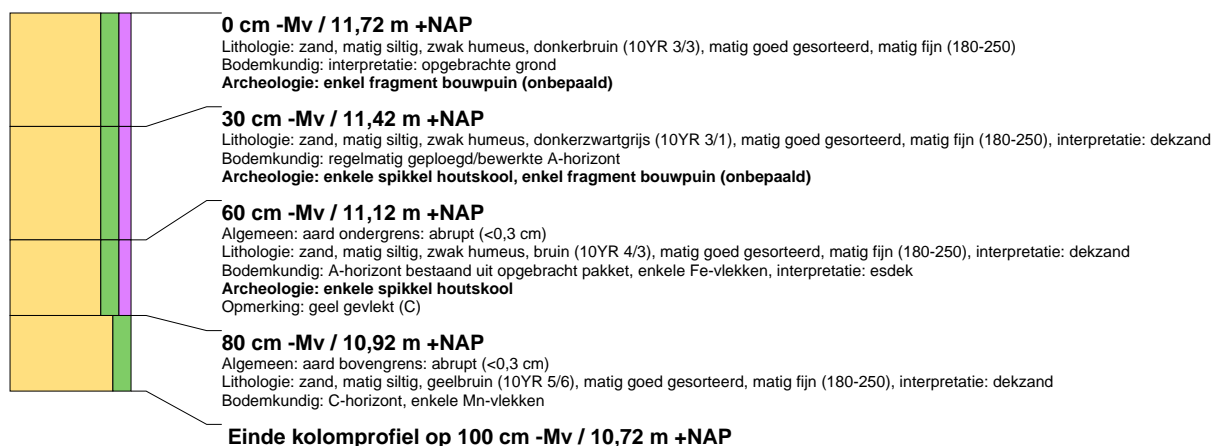 0 cm -Mv / 11,72 m +NAP
Lithologie: zand, matig siltig, zwak humeus, donkerbruin (10YR 3/3), matig goed gesorteerd, matig fijn (180-250)
Bodemkundig: interpretatie: opgebrachte grond
Archeologie: enkel fragment bouwpuin (onbepaald)
30 cm -Mv / 11,42 m +NAP
Lithologie: zand, matig siltig, zwak humeus, donkerzwartgrijs (10YR 3/1), matig goed gesorteerd, matig fijn (180-250), interpretatie: dekzand
Bodemkundig: regelmatig geploegd/bewerkte A-horizont
Archeologie: enkele spikkel houtskool, enkel fragment bouwpuin (onbepaald)
60 cm -Mv / 11,12 m +NAP
Algemeen: aard ondergrens: abrupt (<0,3 cm)
Lithologie: zand, matig siltig, zwak humeus, bruin (10YR 4/3), matig goed gesorteerd, matig fijn (180-250), interpretatie: dekzand
Bodemkundig: A-horizont bestaand uit opgebracht pakket, enkele Fe-vlekken, interpretatie: esdek
Archeologie: enkele spikkel houtskool
Opmerking: geel gevlekt (C)
80 cm -Mv / 10,92 m +NAP
Algemeen: aard bovengrens: abrupt (<0,3 cm)
Lithologie: zand, matig siltig, geelbruin (10YR 5/6), matig goed gesorteerd, matig fijn (180-250), interpretatie: dekzand
Bodemkundig: C-horizont, enkele Mn-vlekken
Einde kolomprofiel op 100 cm -Mv / 10,72 m +NAP